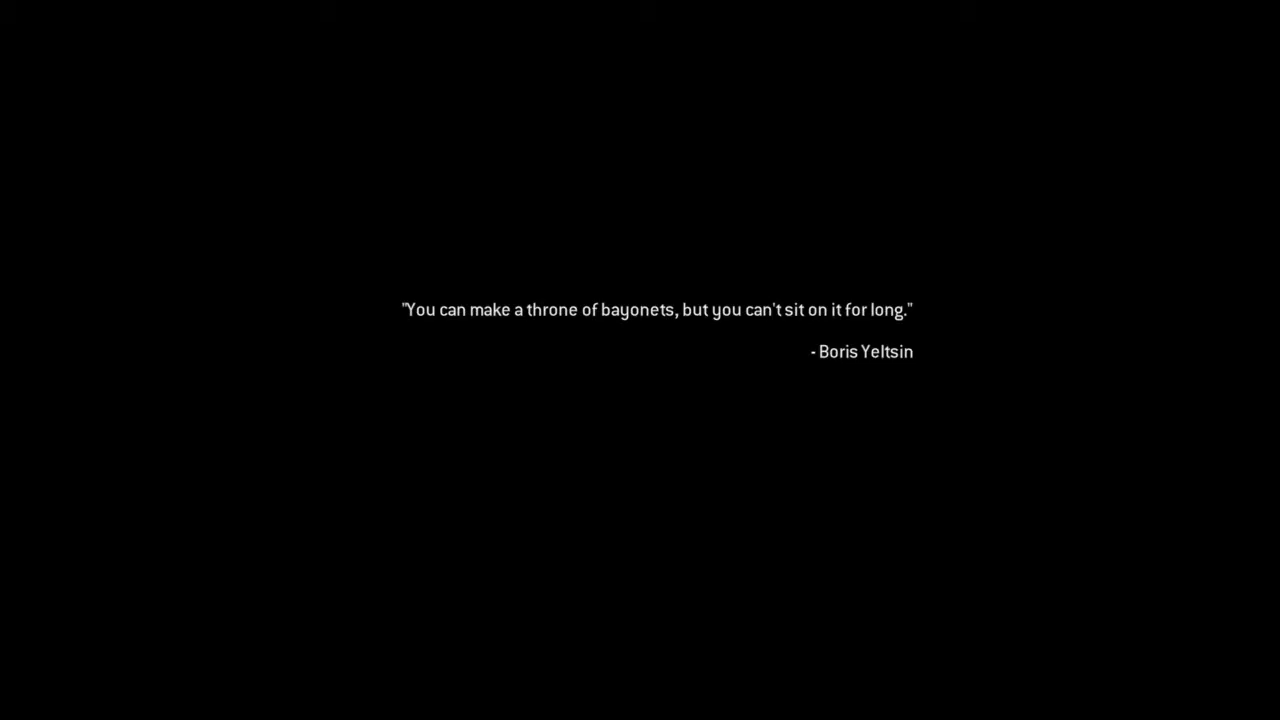 "You can make a throne of bayonets, but you can't sit on it for long."
- Boris Yeltsin